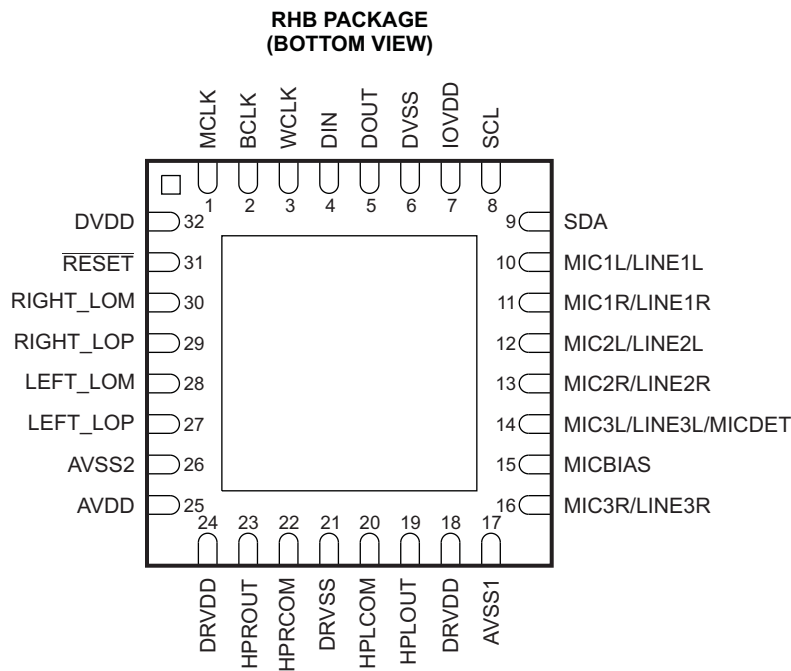 RHB PACKAGE
(BOTTOM VIEW)
MCLK
BCLK
WCLK
DIN
DOUT
DVSS
IOVDD
SCL
1 2 3 4 5 6 7 8
DVDD 32
RESET 31
RIGHT_LOM 30
RIGHT_LOP 29
LEFT_LOM 28
LEFT_LOP 27
AVSS2 26
AVDD 25
9 SDA
10 MIC1L/LINE1L
11 MIC1R/LINE1R
12 MIC2L/LINE2L
13 MIC2R/LINE2R
14 MIC3L/LINE3L/MICDET
15 MICBIAS
16 MIC3R/LINE3R
24 23 22 21 20 19 18 17
DRVDD
HPROUT
HPRCOM
DRVSS
HPLCOM
HPLOUT
DRVDD
AVSS1